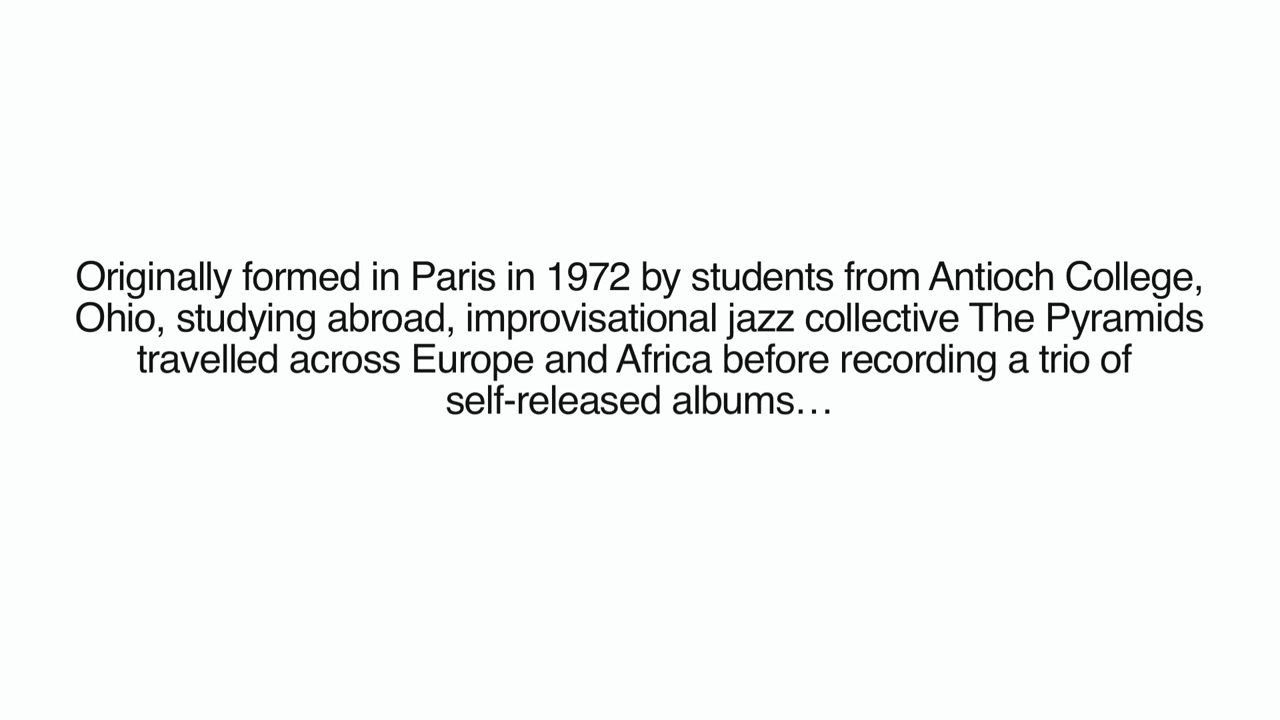 Originally formed in Paris in 1972 by students from Antioch College,
Ohio, studying abroad, improvisational jazz collective The Pyramids
travelled across Europe and Africa before recording a trio of
self-released albums…